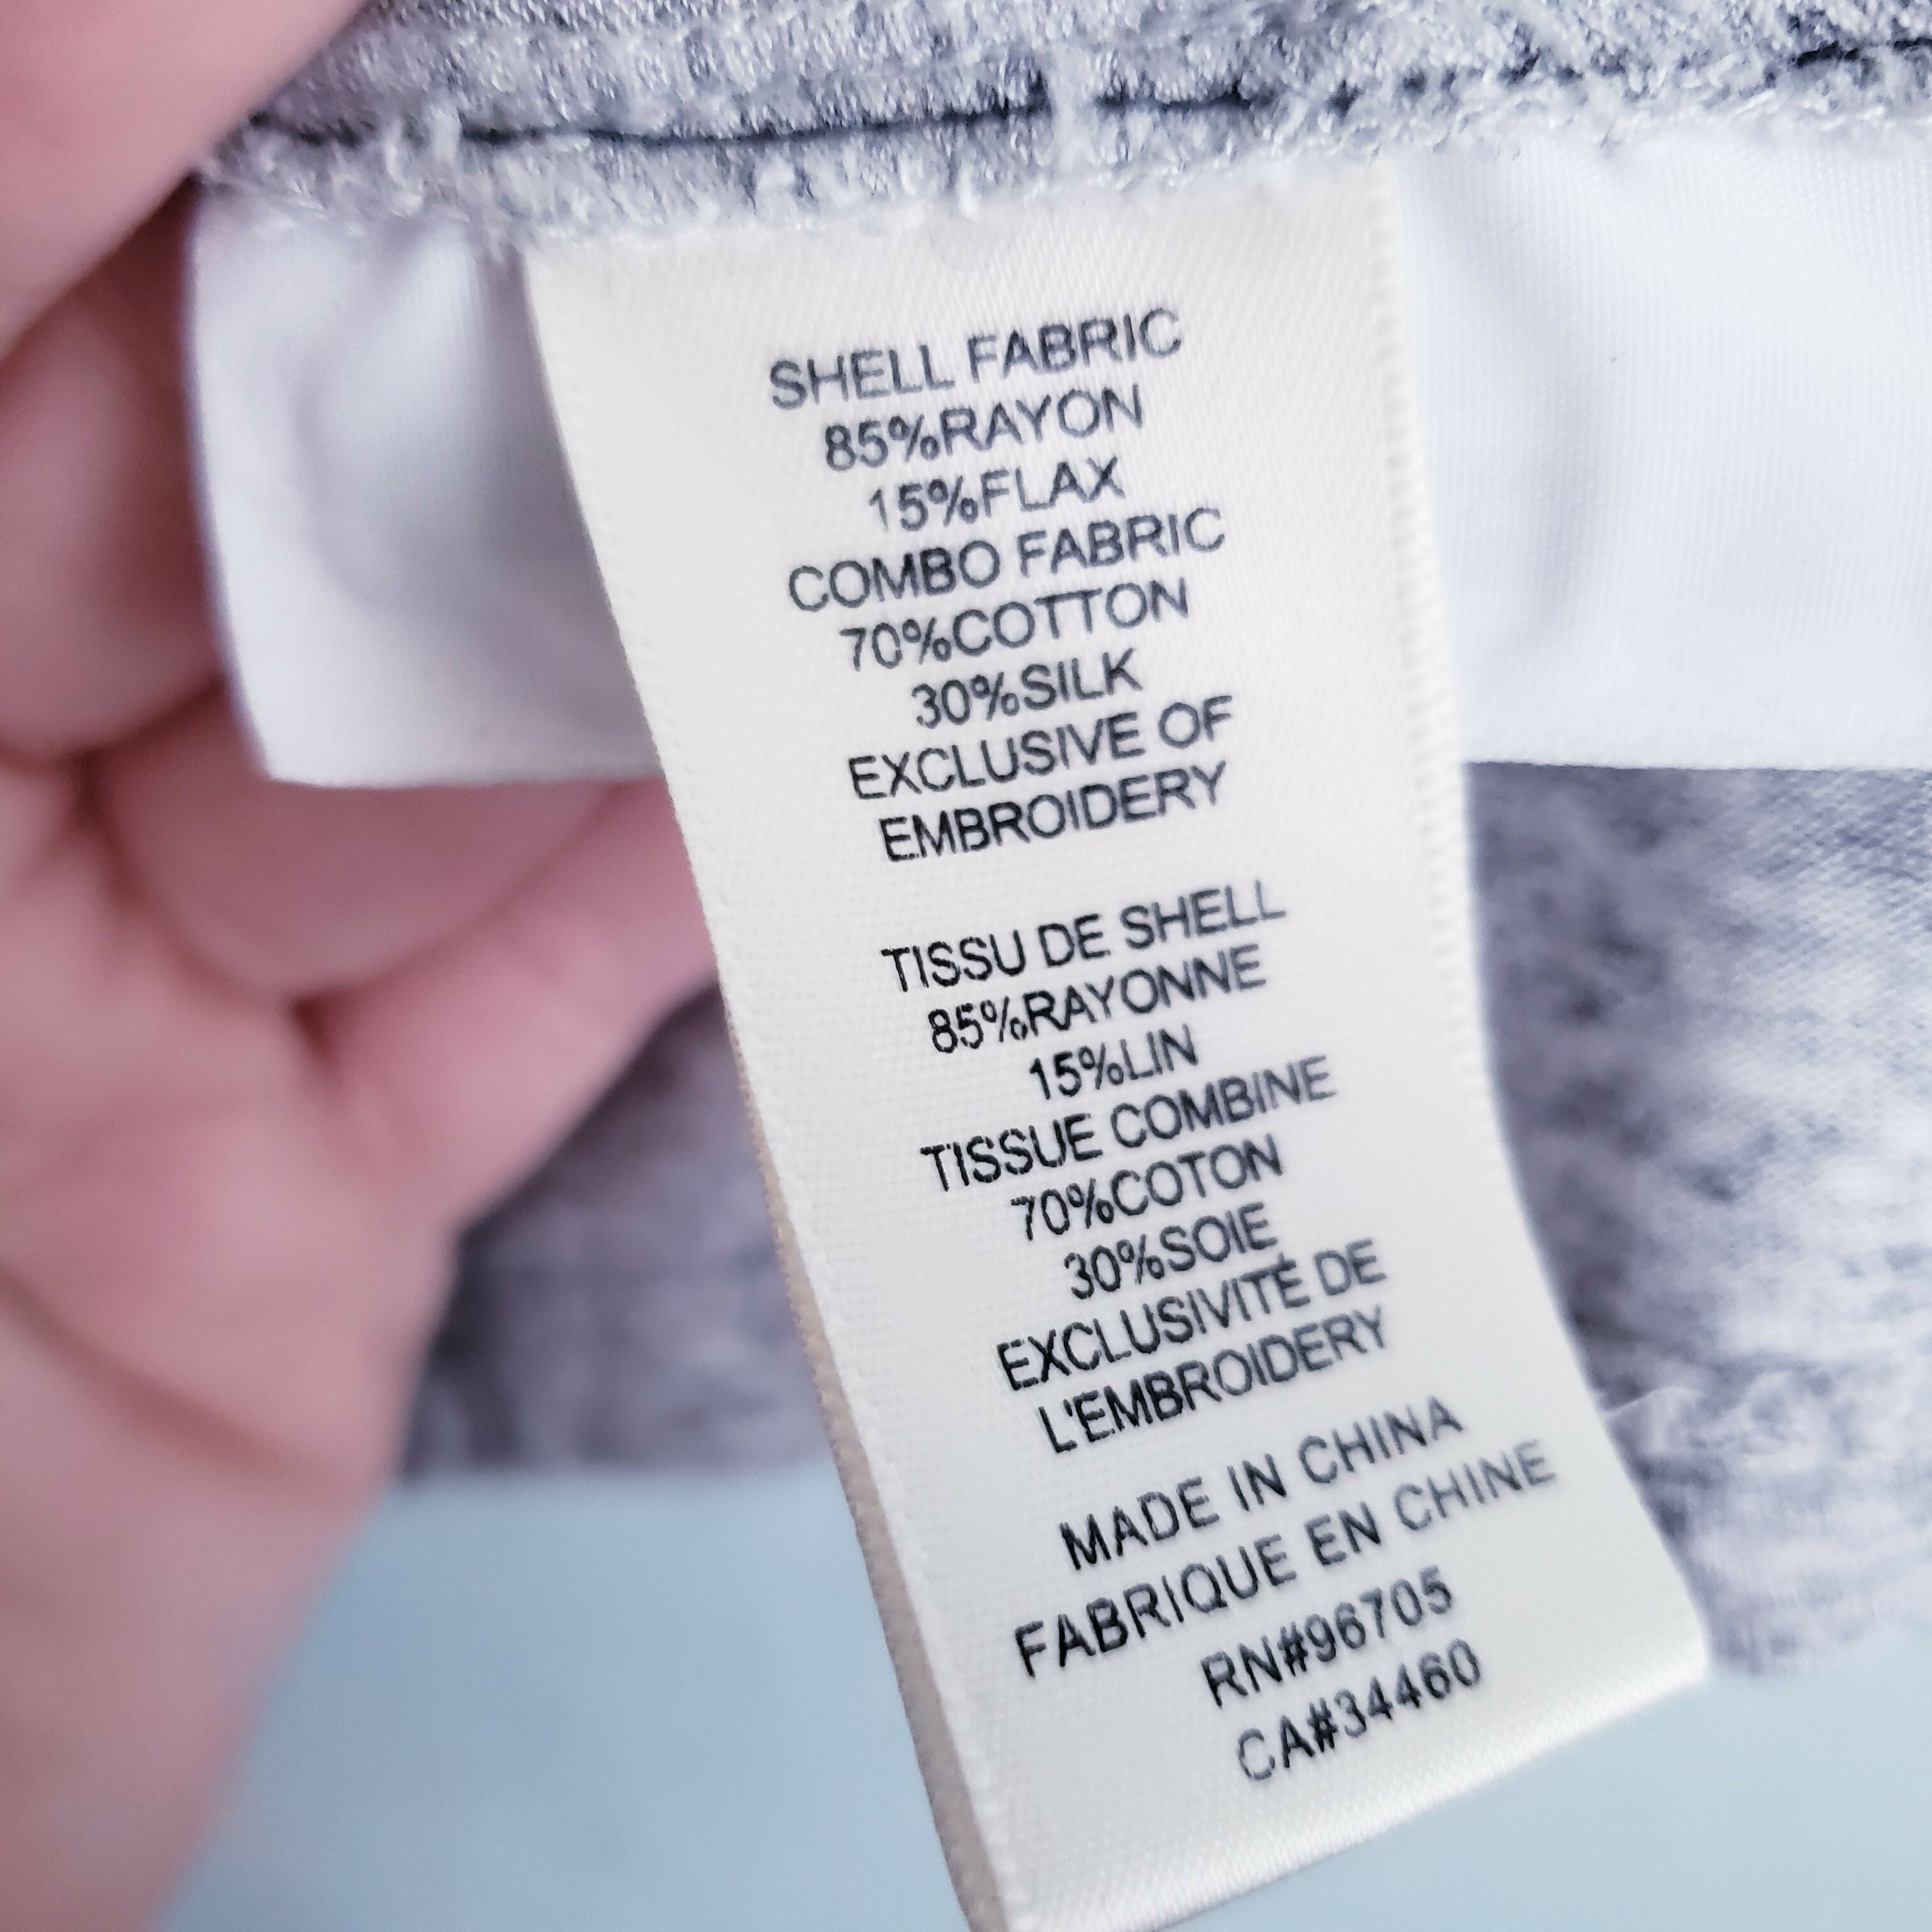 SHELL FABRIC
85%RAYON
15%FLAX
COMBO FABRIC
70%COTTON
30%SILK
EXCLUSIVE OF
EMBROIDERY
TISSU DE SHELL
85%RAYONNE
15%LIN
TISSUE COMBINE
70%COTON
30%SOIE
EXCLUSIVITÉ DE
L'EMBROIDERY
MADE IN CHINA
FABRIQUE EN CHINE
RN#96705
CA#34460